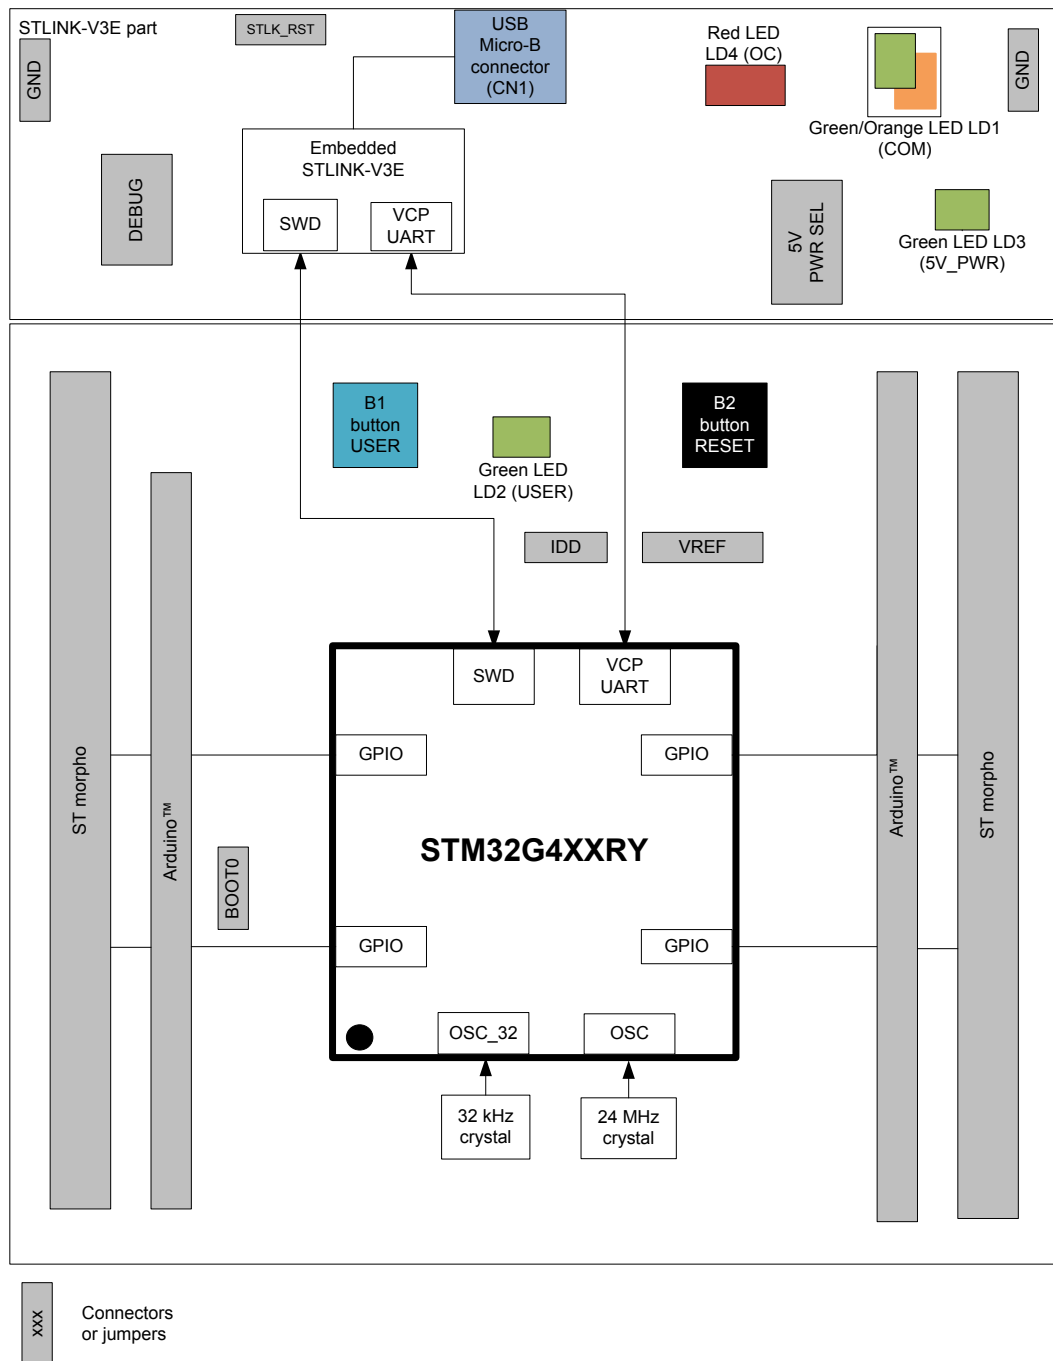 STLINK-V3E part
GND
STLK_RST
USB
Micro-B
connector
(CN1)
Red LED
LD4 (OC)
GND
Green/Orange LED LD1
(COM)
Embedded
STLINK-V3E
SWD
VCP
UART
DEBUG
5V
PWR SEL
Green LED LD3
(5V_PWR)
B1
button
USER
Green LED
LD2 (USER)
B2
button
RESET
IDD
VREF
SWD
VCP
UART
GPIO
GPIO
ST morpho
Arduino™
BOOT0
STM32G4XXRY
Arduino™
ST morpho
GPIO
GPIO
OSC_32
OSC
32 kHz
crystal
24 MHz
crystal
xxx
Connectors
or jumpers